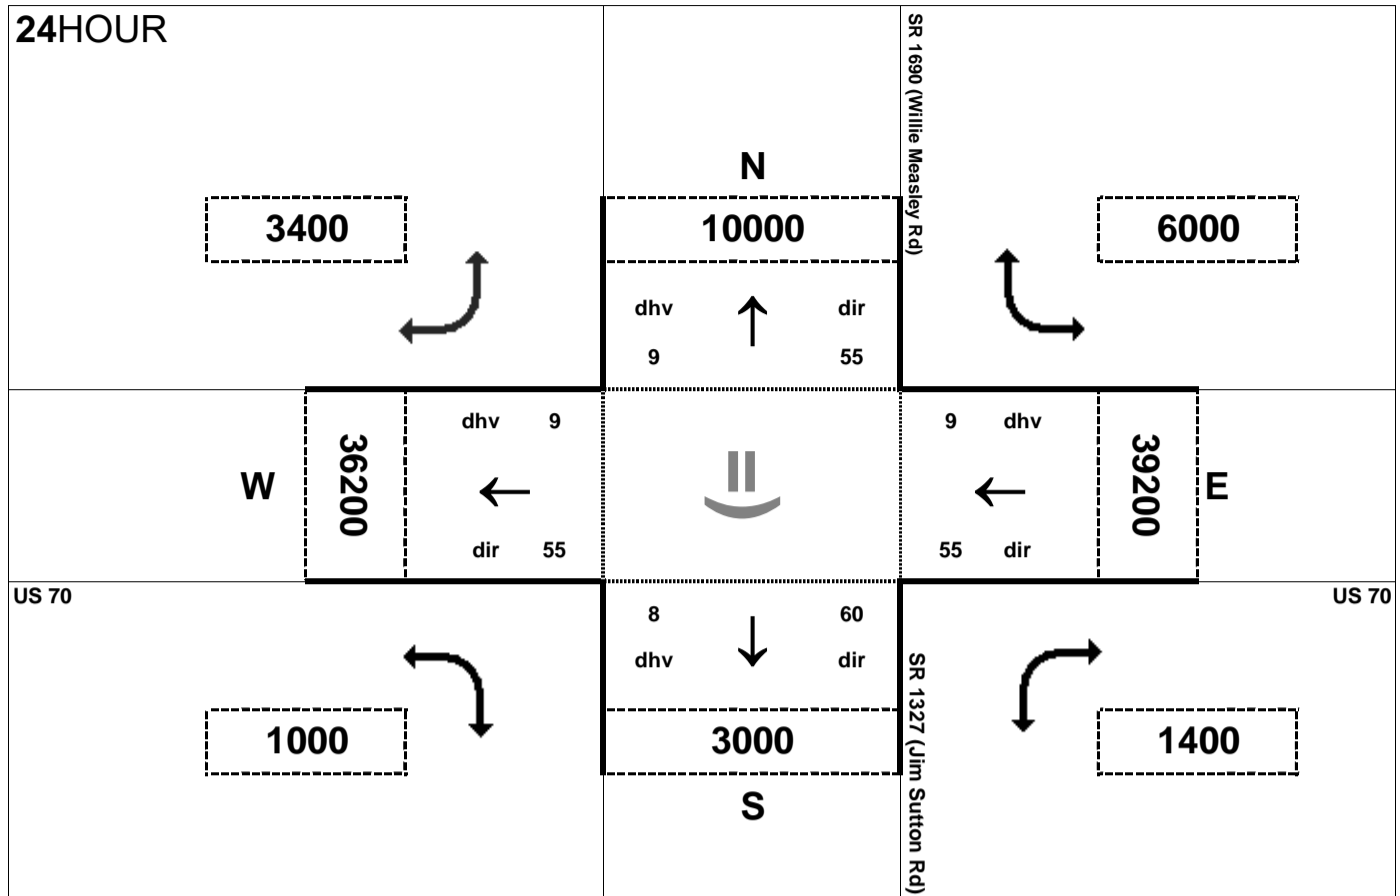 24HOUR
SR 1690 (Willie Measley Rd)
N
3400
10000
6000
dhv
dir
9
55
dhv 9
9 dhv
W
36200
39200
E
dir 55
55 dir
US 70
US 70
8
60
dhv
dir
SR 1327 (Jim Sutton Rd)
1000
3000
1400
S